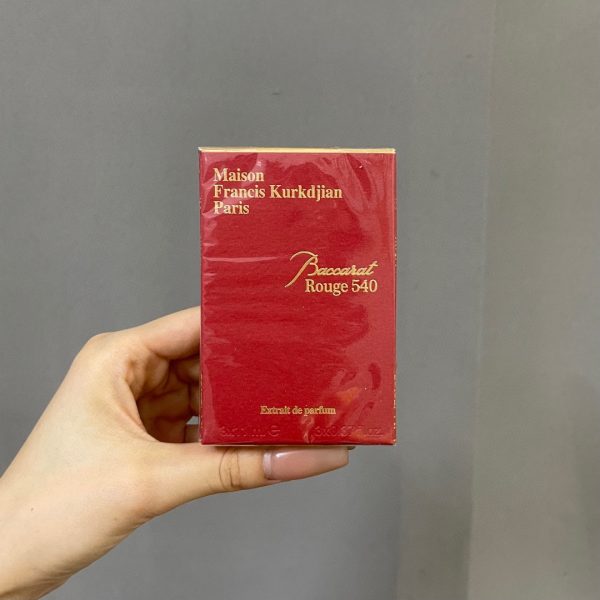 Maison
Francis Kurkdjian
Paris
Baccarat
Rouge 540
Extrait de parfum